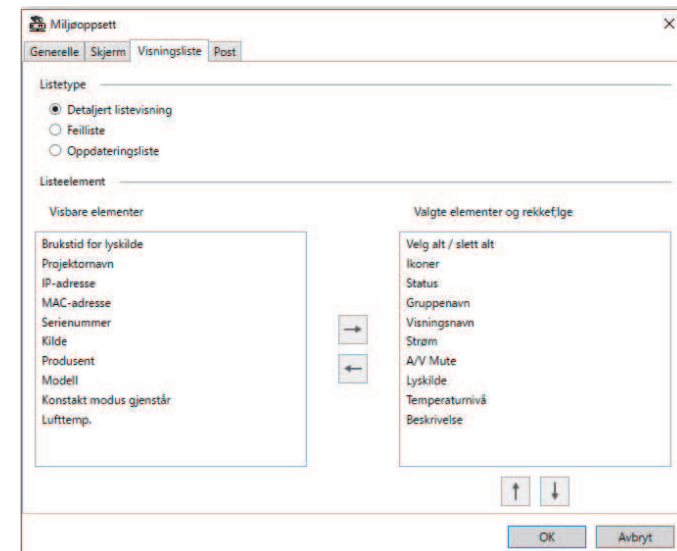 Miljøoppsett
Generelle Skjerm Visningsliste Post
Listetype
Detaljert listevisning
Feilliste
Oppdateringsliste
Listeelement
Visbare elementer
Valgte elementer og rekkef;lge
Brukstid for lyskilde
Projektornavn
IP-adresse
MAC-adresse
Serienummer
Kilde
Produsent
Modell
Konstakt modus gjenstår
Lufttemp.
Velg alt / slett alt
Ikoner
Status
Gruppenavn
Visningsnavn
Strøm
A/V Mute
Lyskilde
Temperaturnivå
Beskrivelse
OK Avbryt